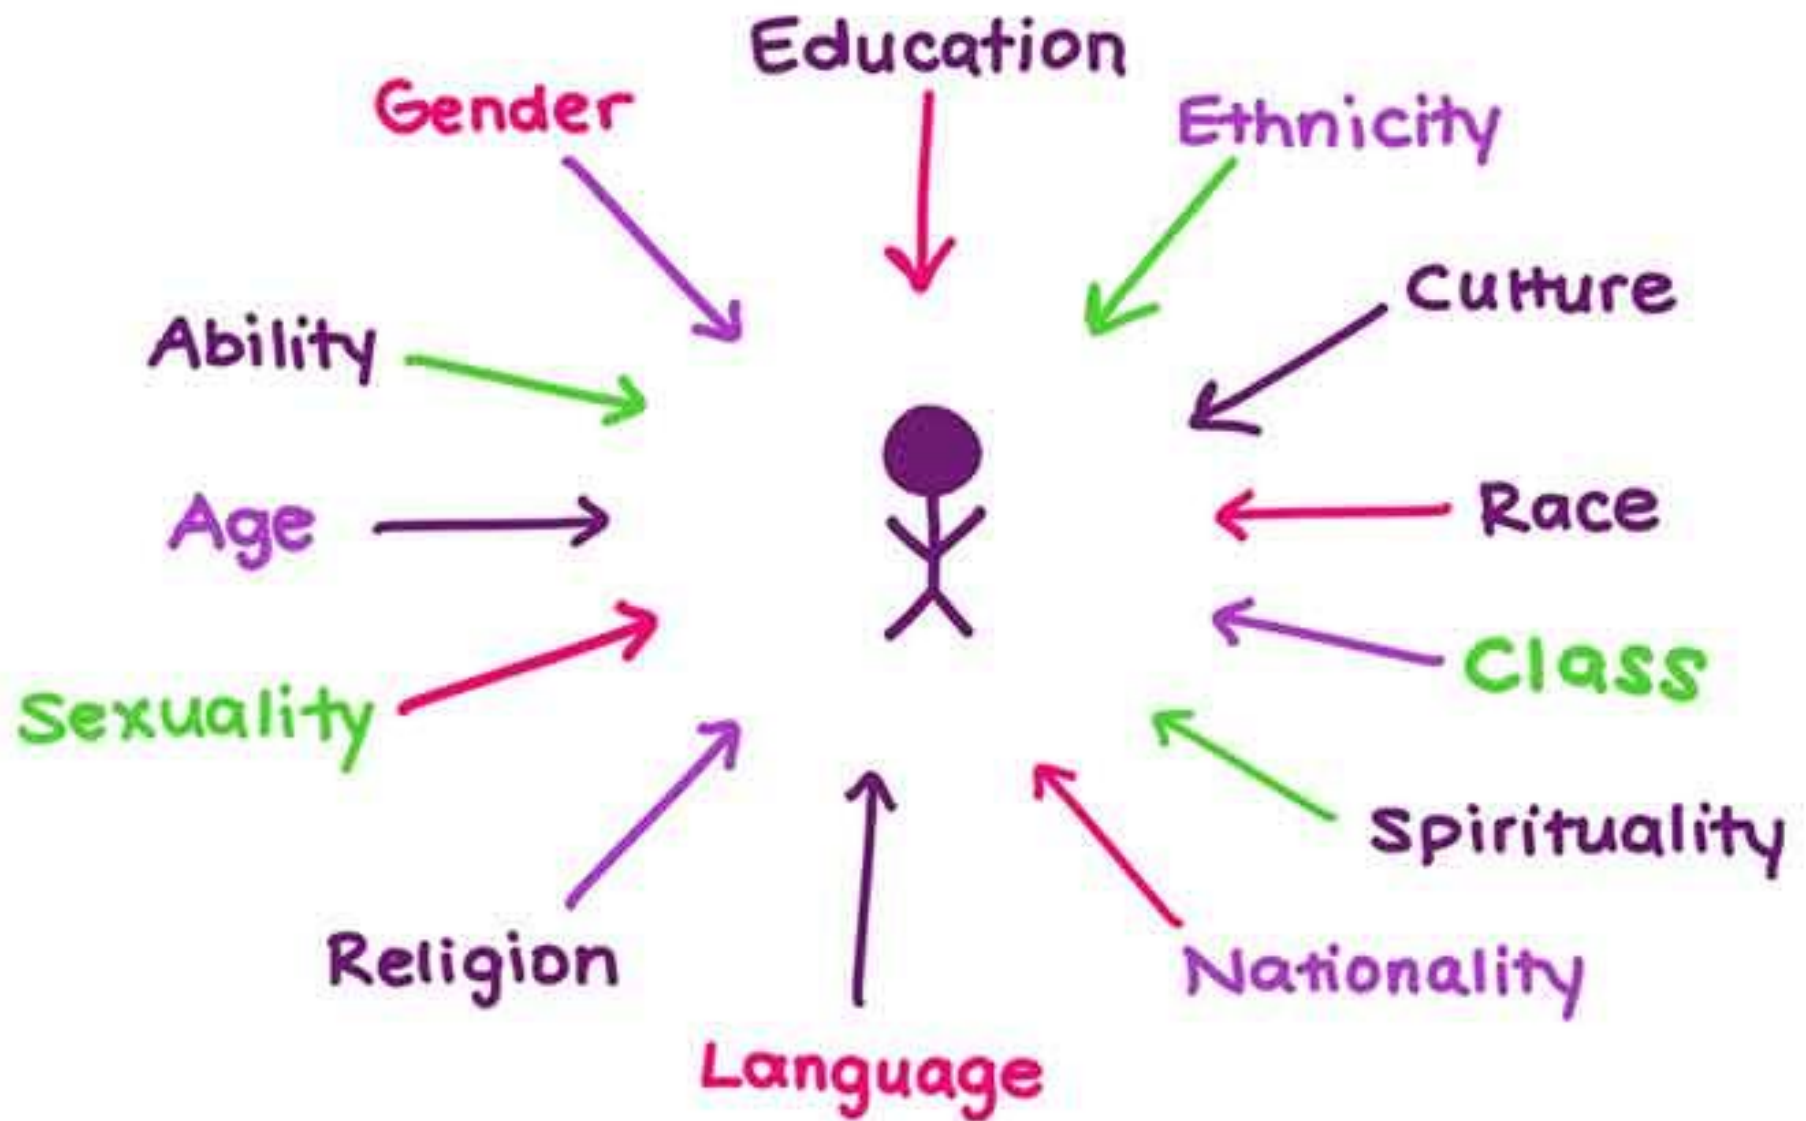 Education
Gender
Ethnicity
Culture
Ability
Race
Age
Class
Sexuality
Spirituality
Religion
Nationality
Language